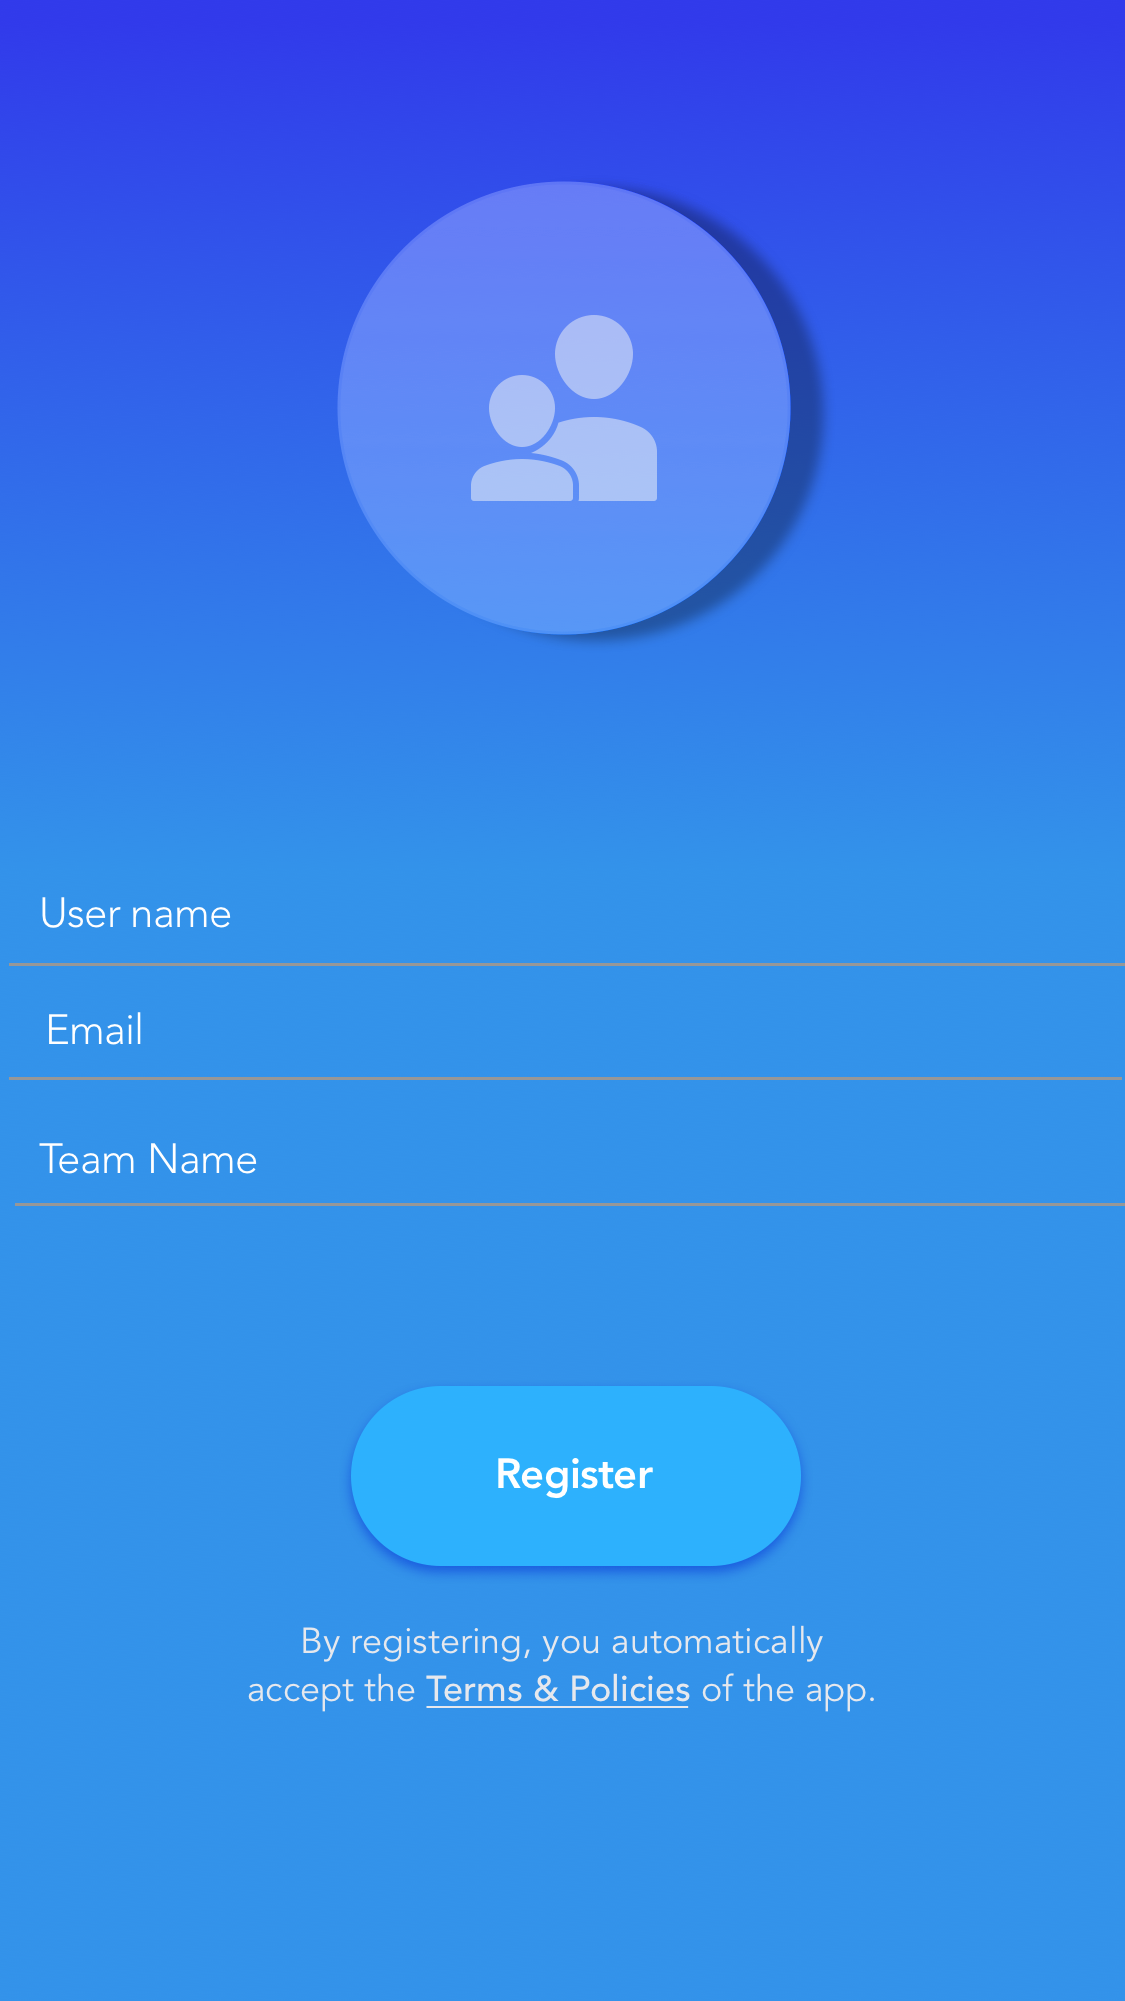 User name
Email
Team Name
Register
By registering, you automatically
accept the Terms & Policies of the app.